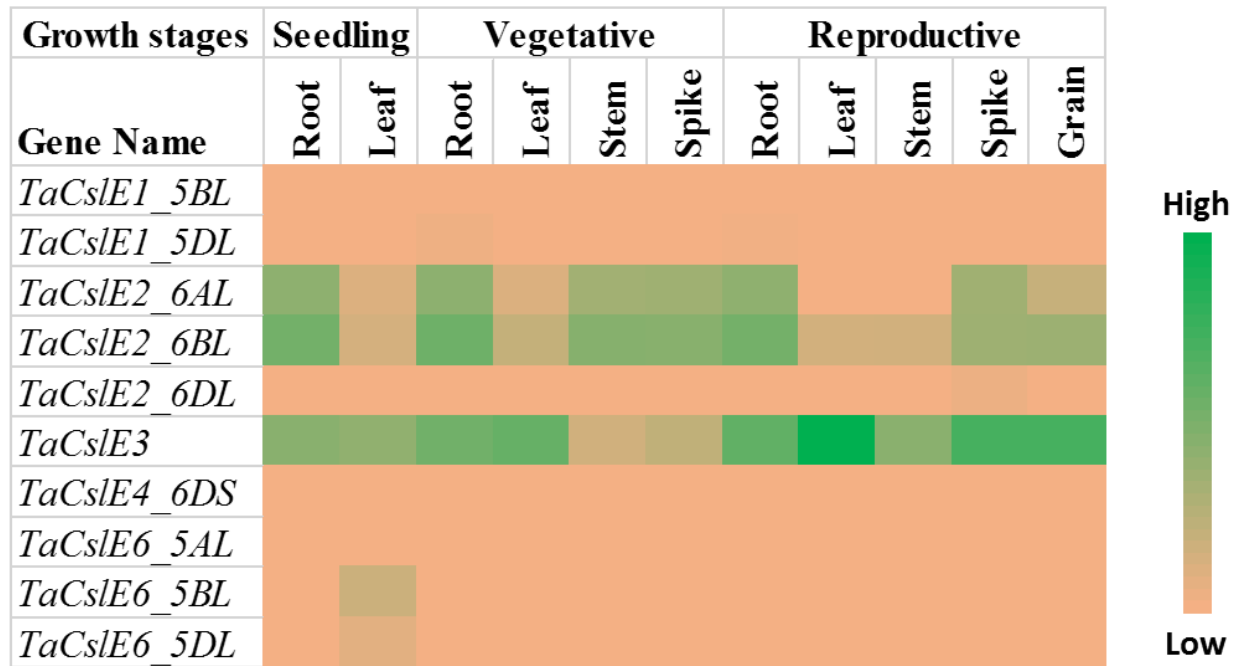 Growth stages Seedling Vegetative Reproductive
Gene Name Root Leaf Root Leaf Stem Spike Root Leaf Stem Spike Grain
TaCslE1_5BL
TaCslE1_5DL
TaCslE2_6AL
TaCslE2_6BL
TaCslE2_6DL
TaCslE3
TaCslE4_6DS
TaCslE6_5AL
TaCslE6_5BL
TaCslE6_5DL
High
Low